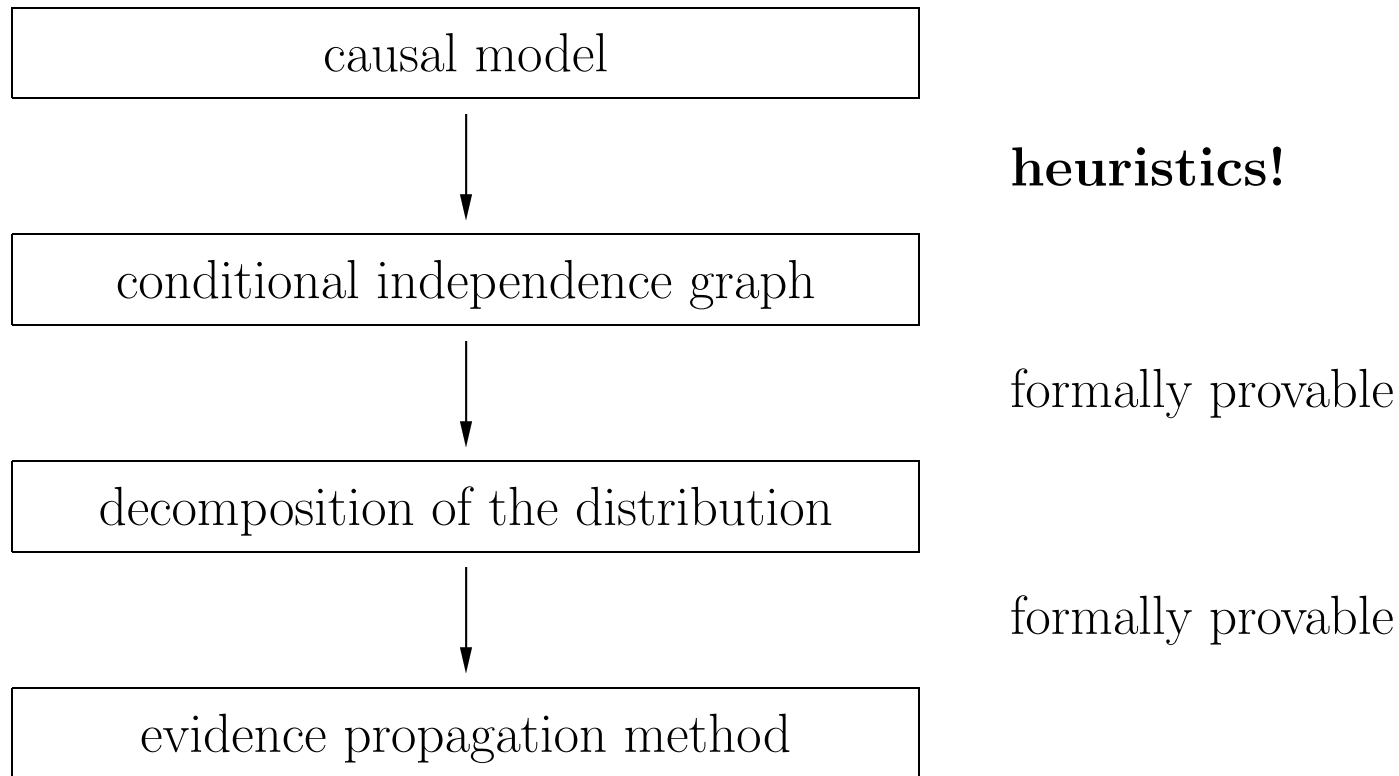 causal model
heuristics!
conditional independence graph
formally provable
decomposition of the distribution
formally provable
evidence propagation method